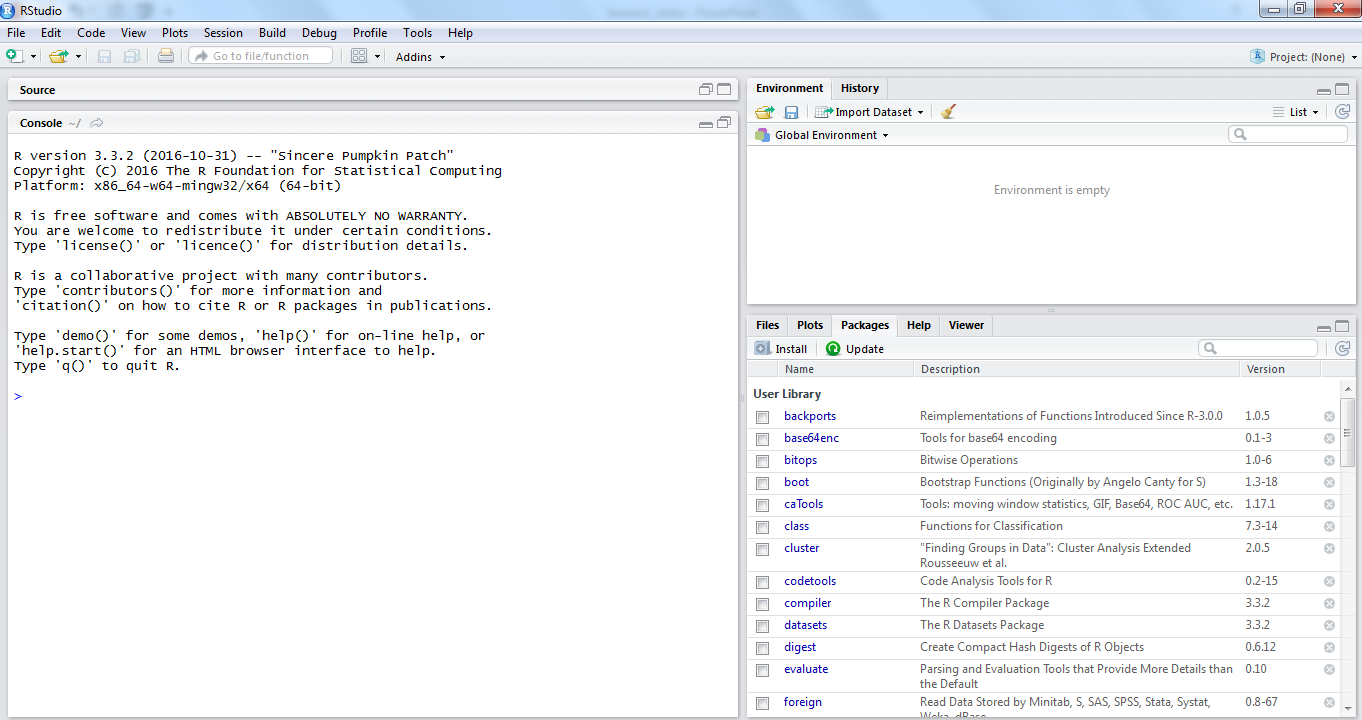 RStudio
File Edit Code View Plots Session Build Debug Profile Tools Help
Go to file/function Addins Project: (None)
Source
Console ~/
R version 3.3.2 (2016-10-31) -- "Sincere Pumpkin Patch"
Copyright (C) 2016 The R Foundation for Statistical Computing
Platform: x86_64-w64-mingw32/x64 (64-bit)
R is free software and comes with ABSOLUTELY NO WARRANTY.
You are welcome to redistribute it under certain conditions.
Type 'license()' or 'licence()' for distribution details.
R is a collaborative project with many contributors.
Type 'contributors()' for more information and
'citation()' on how to cite R or R packages in publications.
Type 'demo()' for some demos, 'help()' for on-line help, or
'help.start()' for an HTML browser interface to help.
Type 'q()' to quit R.
>
Environment History
Import Dataset List
Global Environment
Environment is empty
Files Plots Packages Help Viewer
Install Update
Name Description Version
User Library
backports Reimplementations of Functions Introduced Since R-3.0.0 1.0.5
base64enc Tools for base64 encoding 0.1-3
bitops Bitwise Operations 1.0-6
boot Bootstrap Functions (Originally by Angelo Canty for S) 1.3-18
caTools Tools: moving window statistics, GIF, Base64, ROC AUC, etc. 1.17.1
class Functions for Classification 7.3-14
cluster "Finding Groups in Data": Cluster Analysis Extended 2.0.5
Rousseeuw et al.
codetools Code Analysis Tools for R 0.2-15
compiler The R Compiler Package 3.3.2
datasets The R Datasets Package 3.3.2
digest Create Compact Hash Digests of R Objects 0.6.12
evaluate Parsing and Evaluation Tools that Provide More Details than 0.10
the Default
foreign Read Data Stored by Minitab, S, SAS, SPSS, Stata, Systat, 0.8-67
Weka, dBase